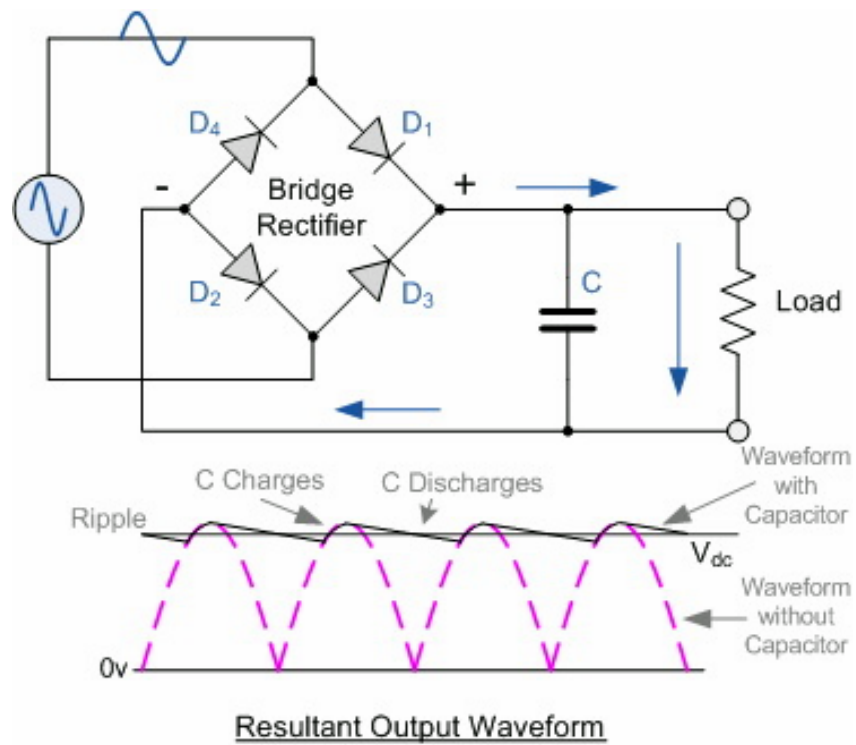 D₄
D₁
-
Bridge
Rectifier
+
D₂
D₃
C
Load
C Charges
C Discharges
Waveform
with
Capacitor
Ripple
Vdc
Waveform
without
Capacitor
0v
Resultant Output Waveform